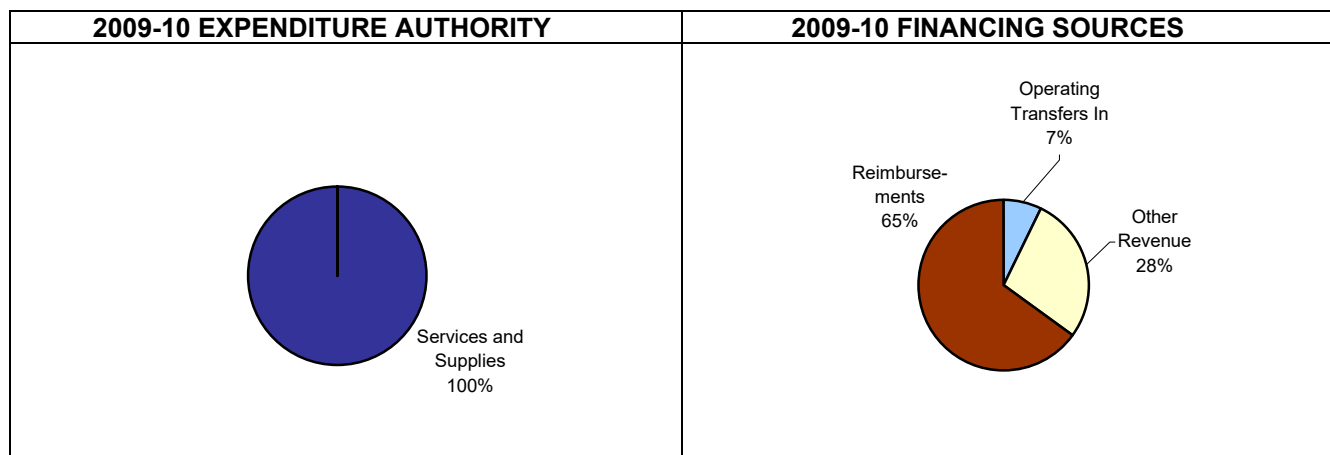 2009-10 EXPENDITURE AUTHORITY
Services and
Supplies
100%
2009-10 FINANCING SOURCES
Operating
Transfers In
7%
Reimburse-
ments
65%
Other
Revenue
28%